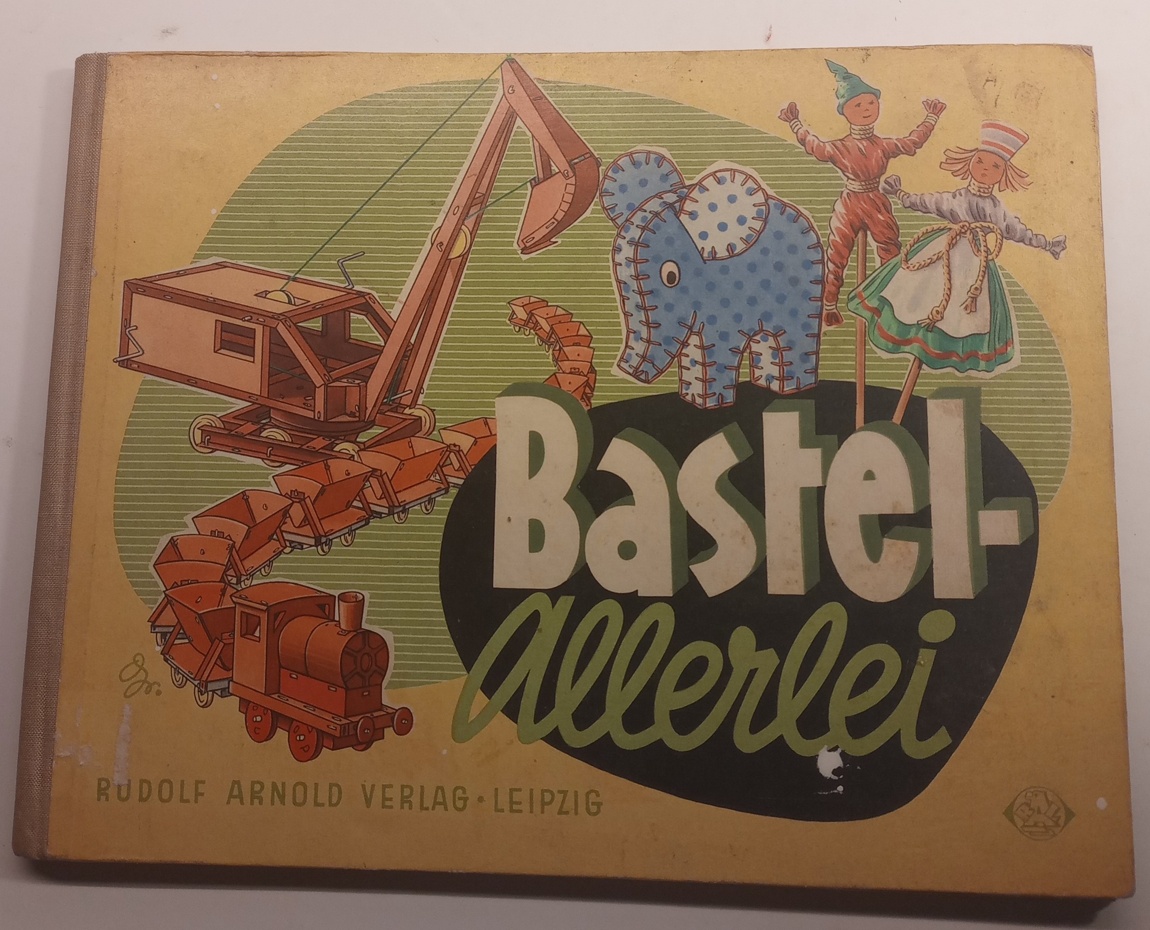 Bastel-
Allerlei
RUDOLF ARNOLD VERLAG · LEIPZIG